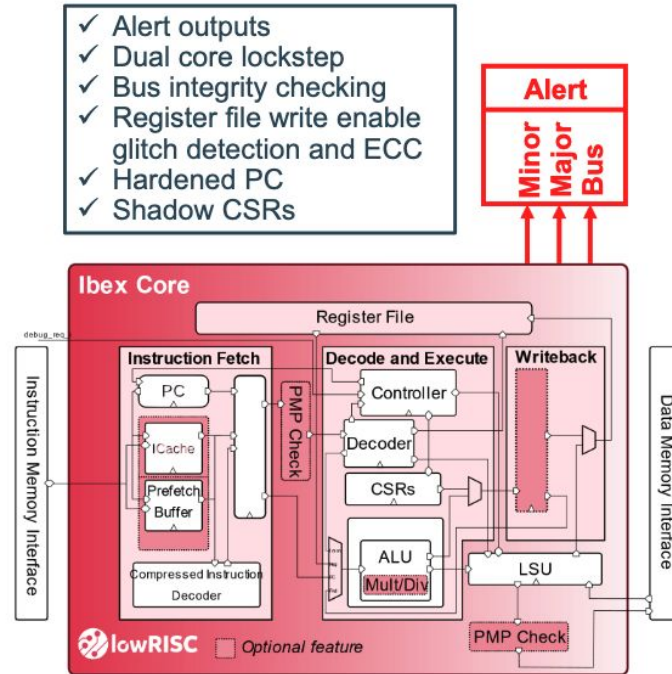 ✓ Alert outputs
✓ Dual core lockstep
✓ Bus integrity checking
✓ Register file write enable
glitch detection and ECC
✓ Hardened PC
✓ Shadow CSRs
Alert
Minor
Major
Bus
Ibex Core
Register File
debug_req_i
Instruction Fetch
Decode and Execute
Writeback
Instruction Memory Interface
Data Memory Interface
PC
ICache
Prefetch
Buffer
Compressed Instruction
Decoder
PMP Check
Controller
Decoder
CSRs
ALU
Mult/Div
LSU
PMP Check
lowRISC
Optional feature